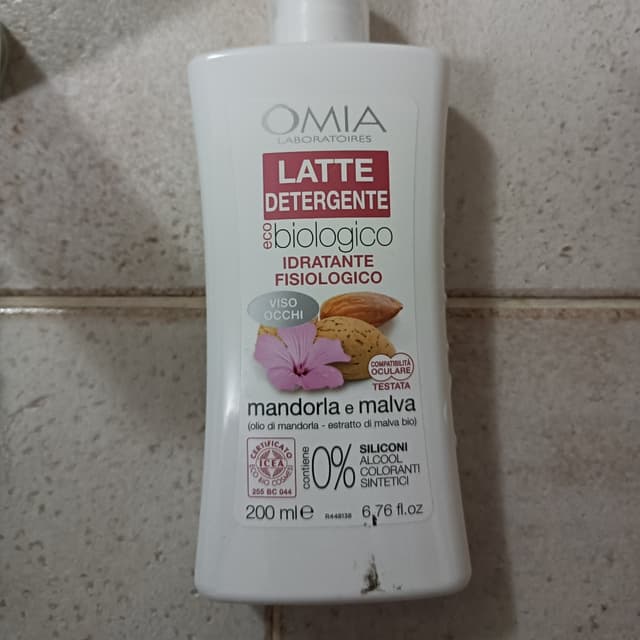 OMIA
LABORATOIRES
LATTE
DETERGENTE
eco biologico
IDRATANTE
FISIOLOGICO
VISO
OCCHI
COMPATIBILITÀ
OCULARE
TESTATA
mandorla e malva
(olio di mandorla - estratto di malva bio)
CERTIFICATO
ICEA
ECO BIO COSMESI
255 BC 044
contiene
0%
SILICONI
ALCOOL
COLORANTI
SINTETICI
200 ml e R448138 6,76 fl.oz